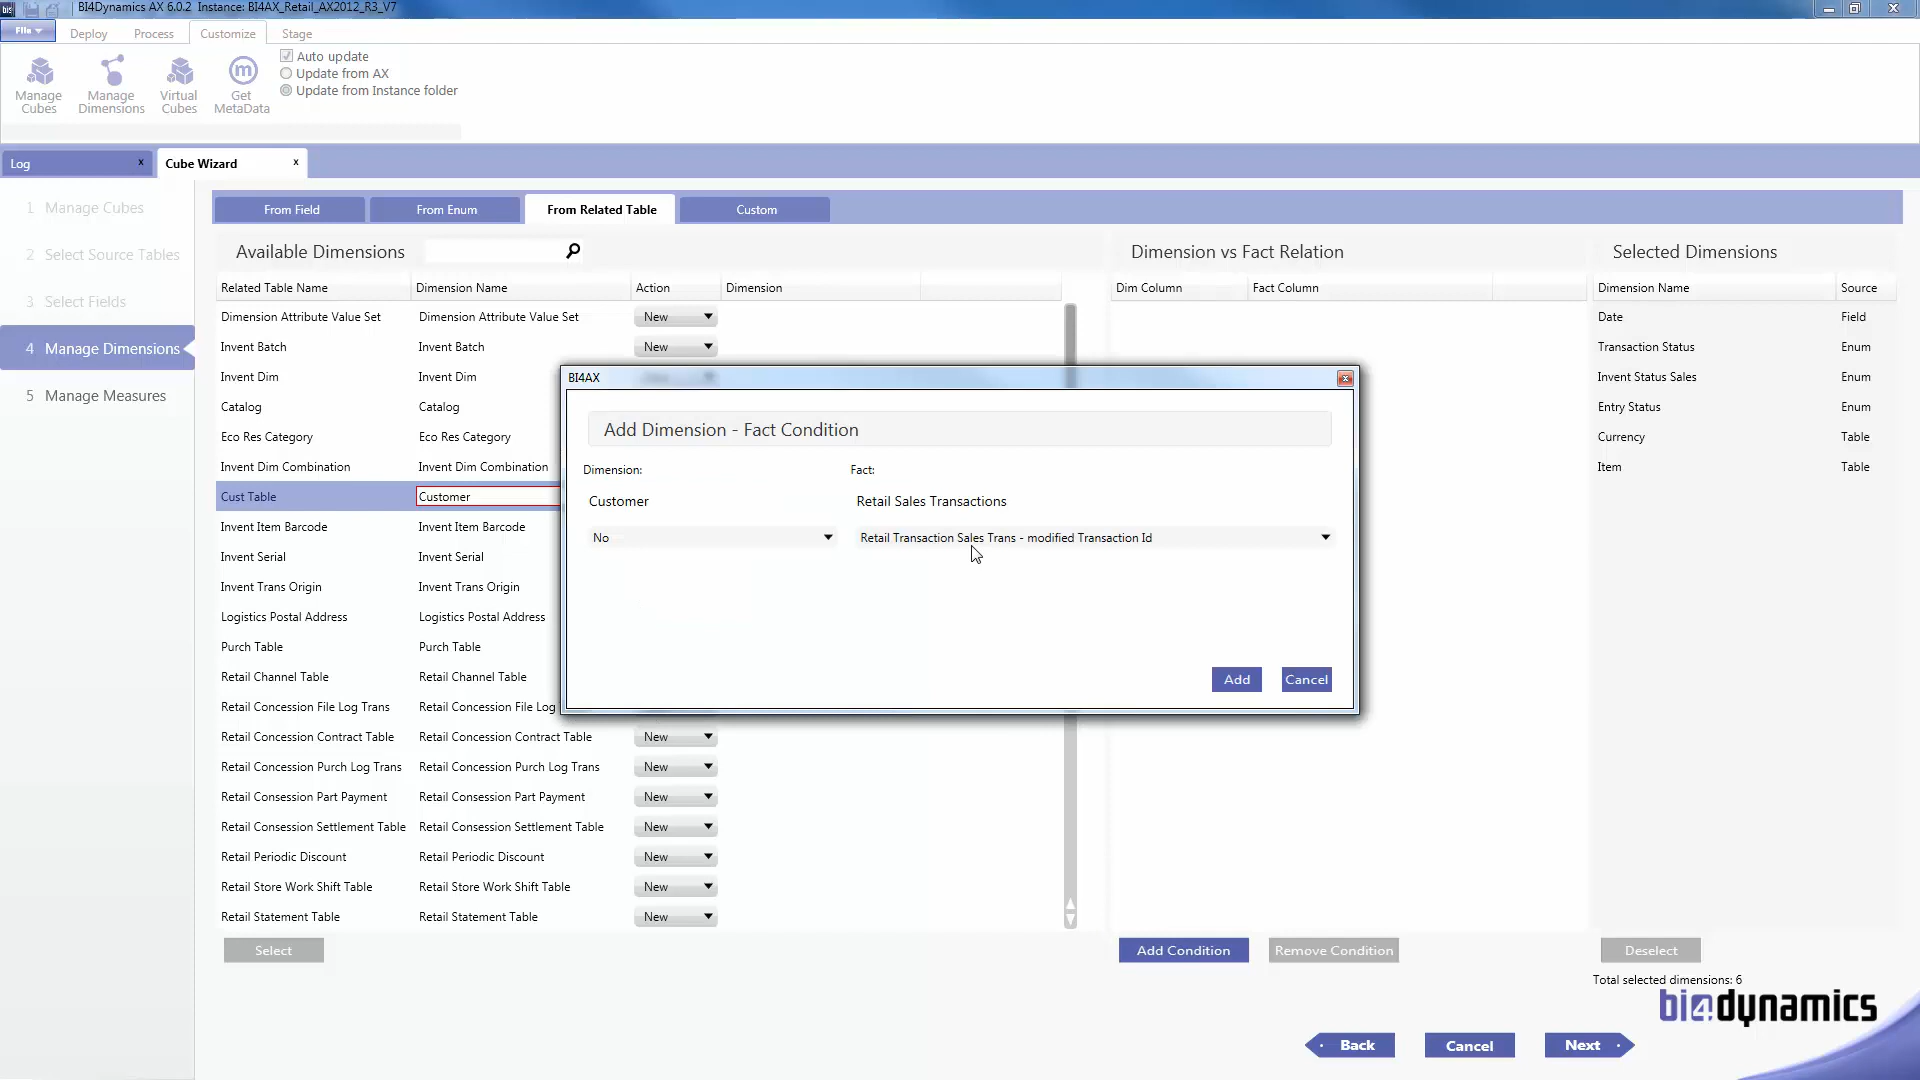 BI4Dynamics AX 6.0.2 Instance: BI4AX_Retail_AX2012_R3_V7
File Deploy Process Customize Stage
Manage Cubes
Manage Dimensions
Virtual Cubes
Get MetaData
Auto update
Update from AX
Update from Instance folder
Log x Cube Wizard x
1 Manage Cubes
2 Select Source Tables
3 Select Fields
4 Manage Dimensions
5 Manage Measures
From Field From Enum From Related Table Custom
Available Dimensions
Related Table Name Dimension Name Action Dimension
Dimension Attribute Value Set Dimension Attribute Value Set New
Invent Batch Invent Batch New
Invent Dim Invent Dim
Catalog Catalog
Eco Res Category Eco Res Category
Invent Dim Combination Invent Dim Combination
Cust Table Customer
Invent Item Barcode Invent Item Barcode
Invent Serial Invent Serial
Invent Trans Origin Invent Trans Origin
Logistics Postal Address Logistics Postal Address
Purch Table Purch Table
Retail Channel Table Retail Channel Table
Retail Concession File Log Trans Retail Concession File Log
Retail Concession Contract Table Retail Concession Contract Table New
Retail Concession Purch Log Trans Retail Concession Purch Log Trans New
Retail Consession Part Payment Retail Consession Part Payment New
Retail Consession Settlement Table Retail Consession Settlement Table New
Retail Periodic Discount Retail Periodic Discount New
Retail Store Work Shift Table Retail Store Work Shift Table New
Retail Statement Table Retail Statement Table New
Select
BI4AX x
Add Dimension - Fact Condition
Dimension: Fact:
Customer Retail Sales Transactions
No Retail Transaction Sales Trans - modified Transaction Id
Add Cancel
Dimension vs Fact Relation
Dim Column Fact Column
Add Condition Remove Condition
Selected Dimensions
Dimension Name Source
Date Field
Transaction Status Enum
Invent Status Sales Enum
Entry Status Enum
Currency Table
Item Table
Deselect
Total selected dimensions: 6
bi4dynamics
Back Cancel Next